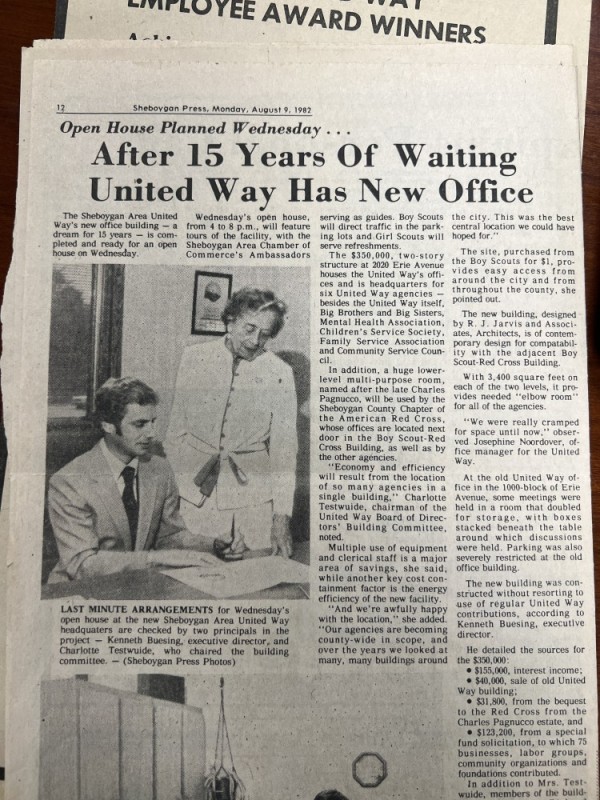 EMPLOYEE AWARD WINNERS
12 Sheboygan Press, Monday, August 9, 1982
Open House Planned Wednesday . . .
After 15 Years Of Waiting
United Way Has New Office
The Sheboygan Area United
Way's new office building — a
dream for 15 years — is com-
pleted and ready for an open
house on Wednesday.
Wednesday's open house,
from 4 to 8 p.m., will feature
tours of the facility, with the
Sheboygan Area Chamber of
Commerce's Ambassadors
LAST MINUTE ARRANGEMENTS for Wednesday's
open house at the new Sheboygan Area United Way
headquaters are checked by two principals in the
project — Kenneth Buesing, executive director, and
Charlotte Testwuide, who chaired the building
committee. — (Sheboygan Press Photos)
serving as guides. Boy Scouts
will direct traffic in the park-
ing lots and Girl Scouts will
serve refreshments.
The $350,000, two-story
structure at 2020 Erie Avenue
houses the United Way's offi-
ces and is headquarters for
six United Way agencies —
besides the United Way itself,
Big Brothers and Big Sisters,
Mental Health Association,
Children's Service Society,
Family Service Association
and Community Service Coun-
cil.
In addition, a huge lower-
level multi-purpose room,
named after the late Charles
Pagnucco, will be used by the
Sheboygan County Chapter of
the American Red Cross,
whose offices are located next
door in the Boy Scout-Red
Cross Building, as well as by
the other agencies.
"Economy and efficiency
will result from the location
of so many agencies in a
single building," Charlotte
Testwuide, chairman of the
United Way Board of Direc-
tors' Building Committee,
noted.
Multiple use of equipment
and clerical staff is a major
area of savings, she said,
while another key cost con-
tainment factor is the energy
efficiency of the new facility.
"And we're awfully happy
with the location," she added.
"Our agencies are becoming
county-wide in scope, and
over the years we looked at
many, many buildings around
the city. This was the best
central location we could have
hoped for."
The site, purchased from
the Boy Scouts for $1, pro-
vides easy access from
around the city and from
throughout the county, she
pointed out.
The new building, designed
by R. J. Jarvis and Associ-
ates, Architects, is of contem-
porary design for compatabil-
ity with the adjacent Boy
Scout-Red Cross Building.
With 3,400 square feet on
each of the two levels, it pro-
vides needed "elbow room"
for all of the agencies.
"We were really cramped
for space until now," obser-
ved Josephine Noordover, of-
fice manager for the United
Way.
At the old United Way of-
fice in the 1000-block of Erie
Avenue, some meetings were
held in a room that doubled
for storage, with boxes
stacked beneath the table
around which discussions
were held. Parking was also
severely restricted at the old
office building.
The new building was con-
structed without resorting to
use of regular United Way
contributions, according to
Kenneth Buesing, executive
director.
He detailed the sources for
the $350,000:
• $155,000, interest income;
• $40,000, sale of old United
Way building;
• $31,800, from the bequest
to the Red Cross from the
Charles Pagnucco estate, and
• $123,200, from a special
fund solicitation, to which 75
businesses, labor groups,
community organizations and
foundations contributed.
In addition to Mrs. Test-
wuide, members of the build-